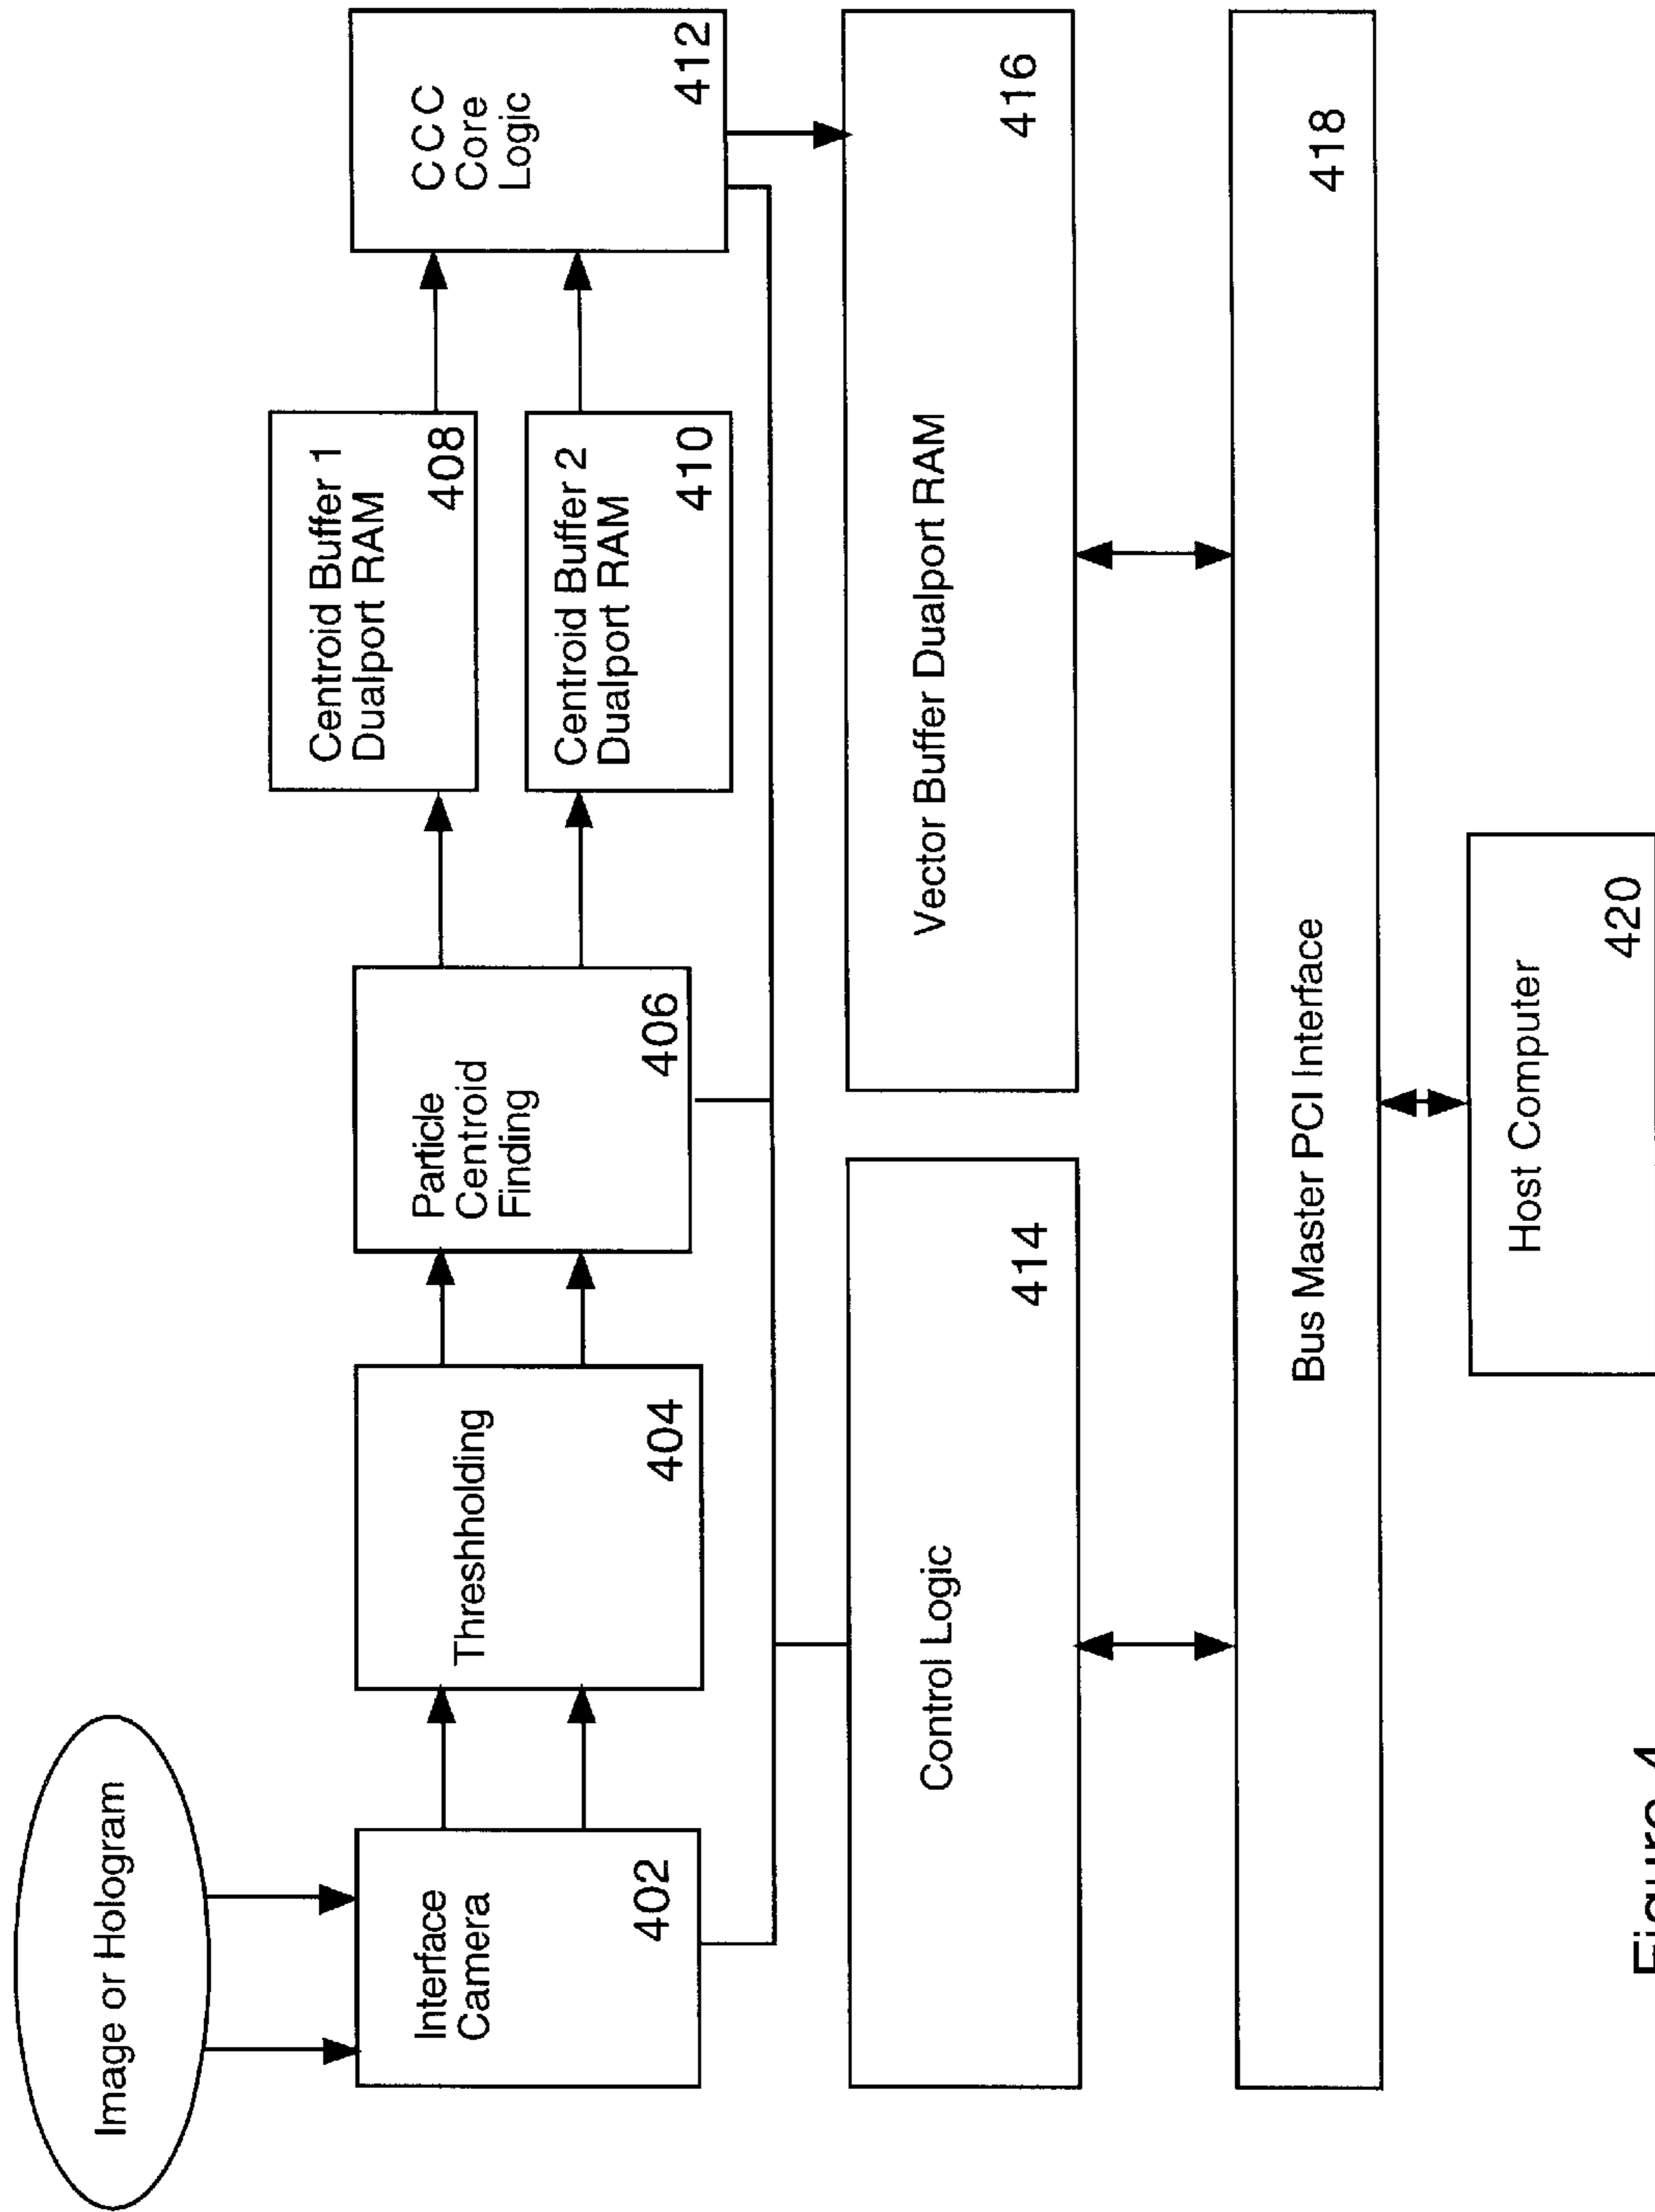 Image or Hologram
Interface
Camera
402
Threshholding
404
Particle
Centroid
Finding
406
Centroid Buffer 1
Dualport RAM
408
Centroid Buffer 2
Dualport RAM
410
CCC
Core
Logic
412
Control Logic
414
Vector Buffer Dualport RAM
416
Bus Master PCI Interface
418
Host Computer
420
Figure 4